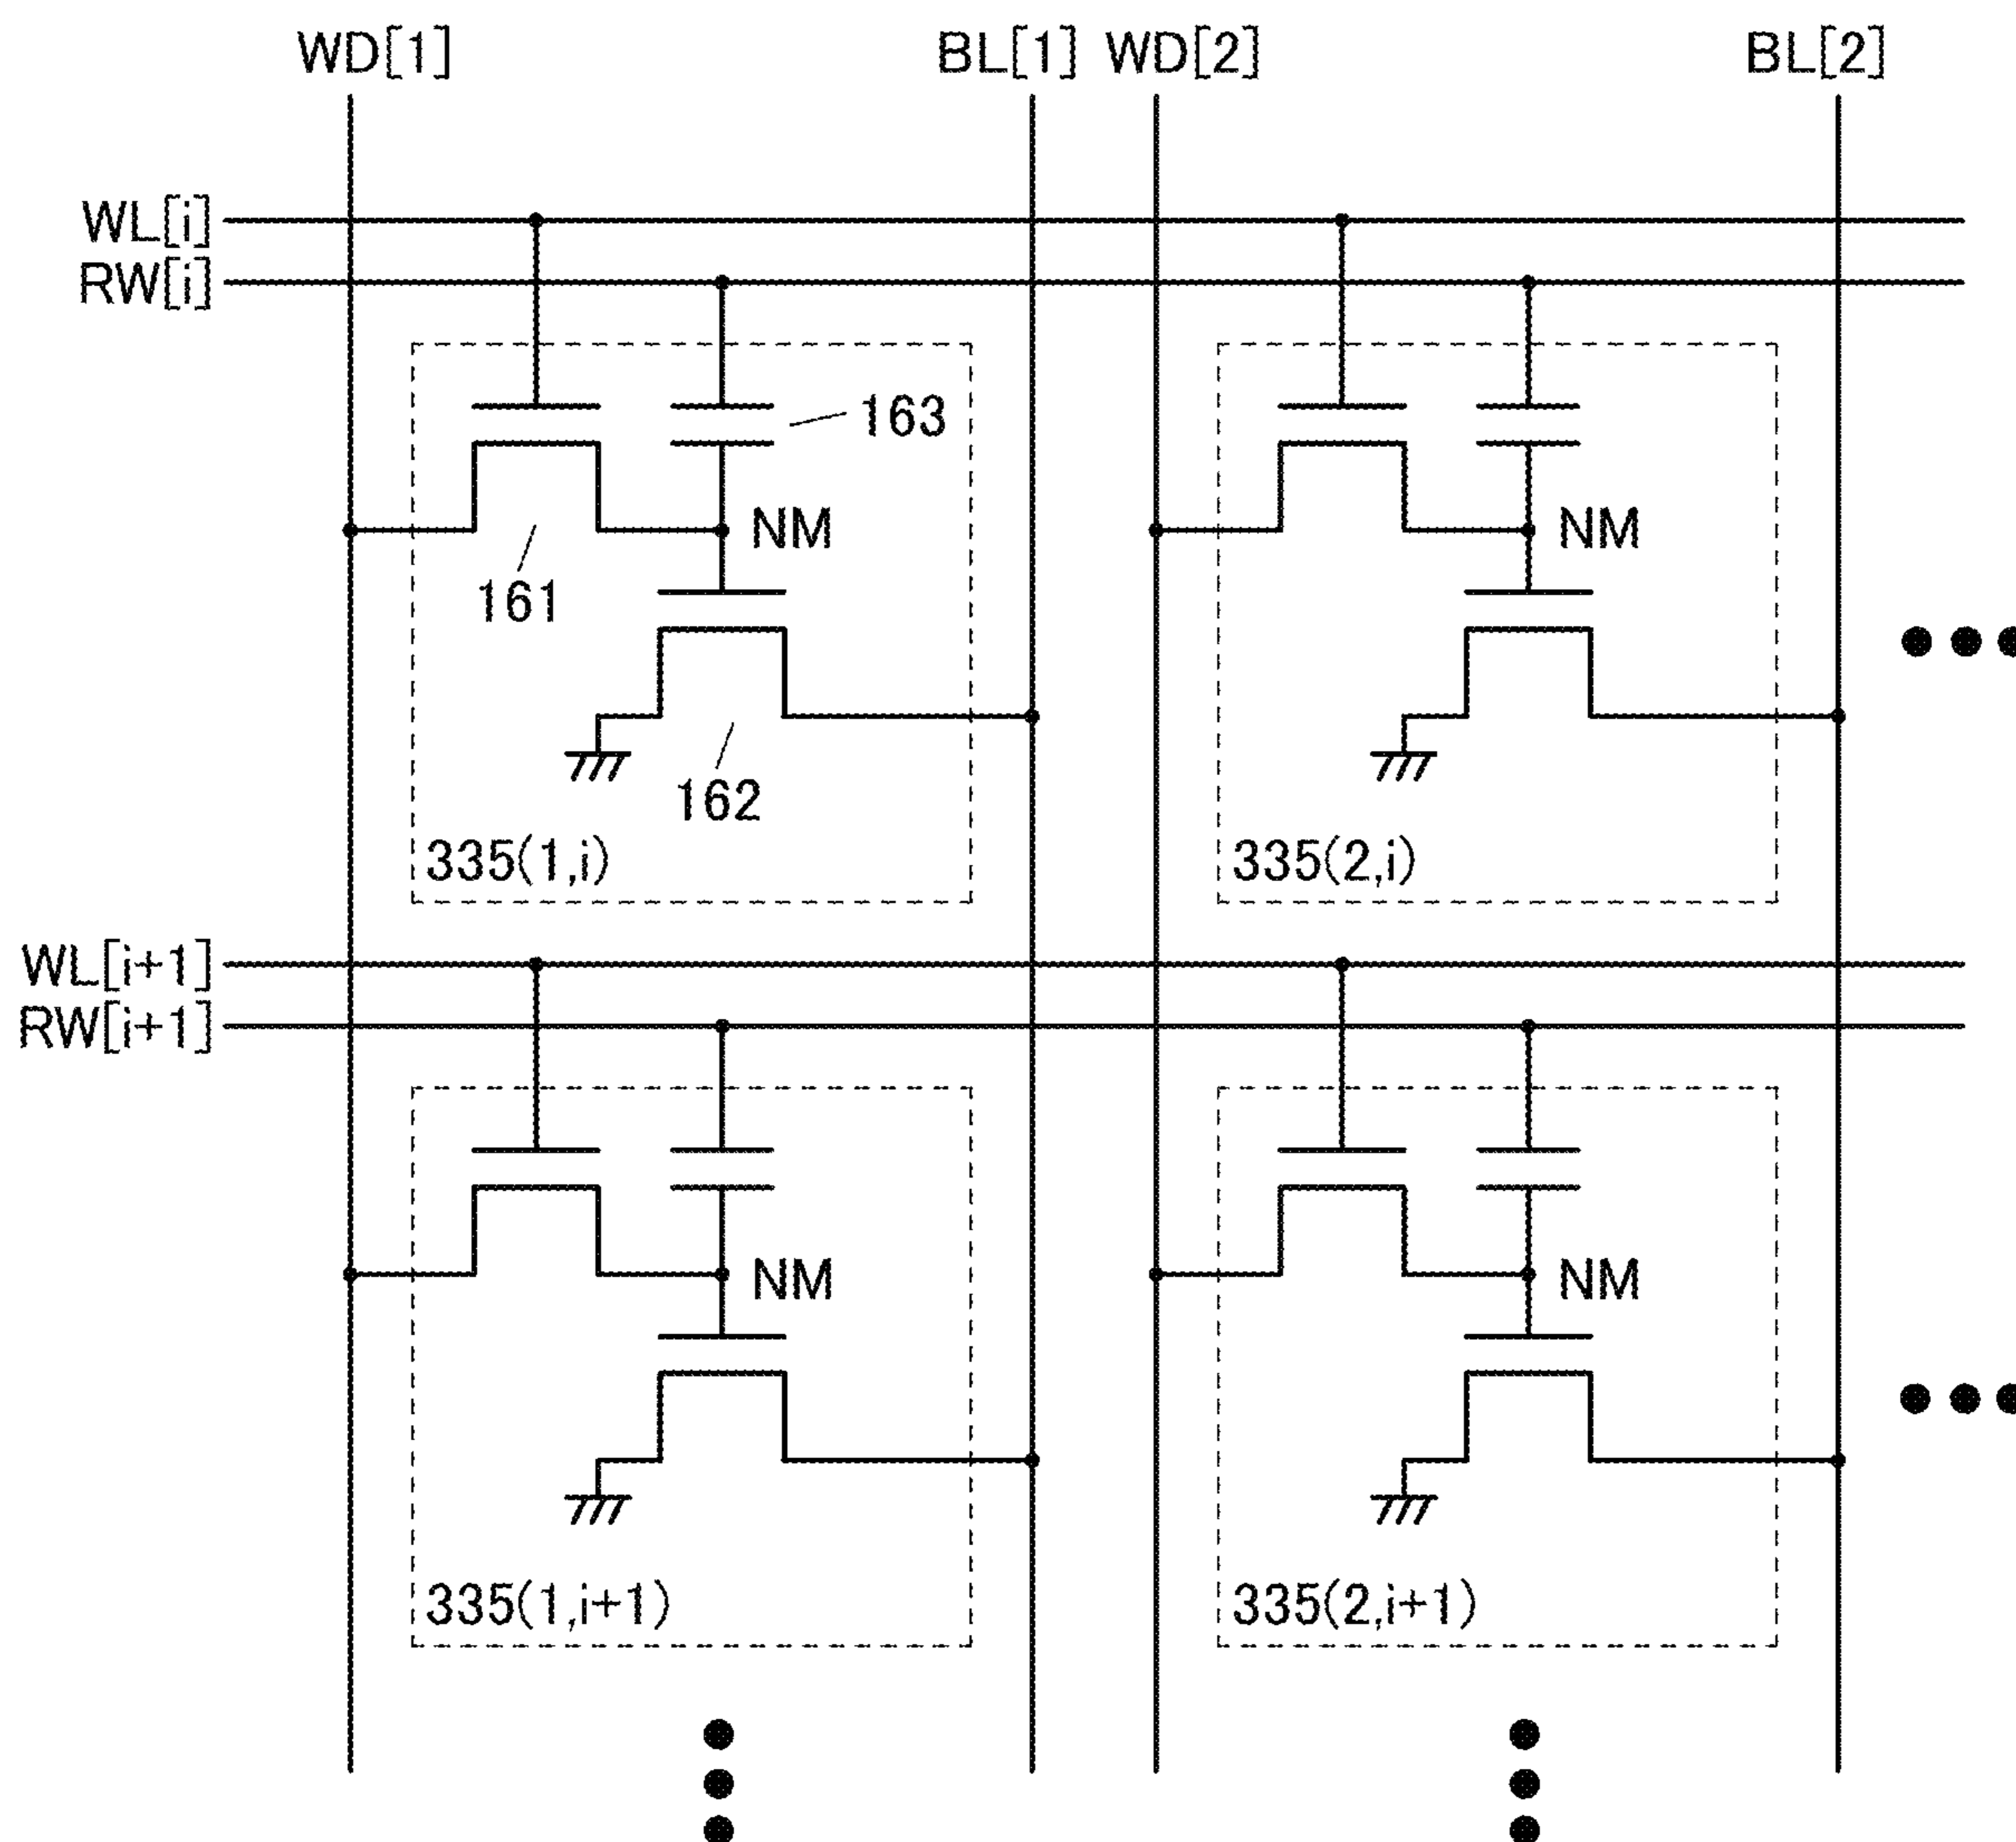 WD[1] BL[1] WD[2] BL[2]
WL[i]
RW[i]
163
NM NM
161
162
335(1,i) 335(2,i)
WL[i+1]
RW[i+1]
NM NM
335(1,i+1) 335(2,i+1)